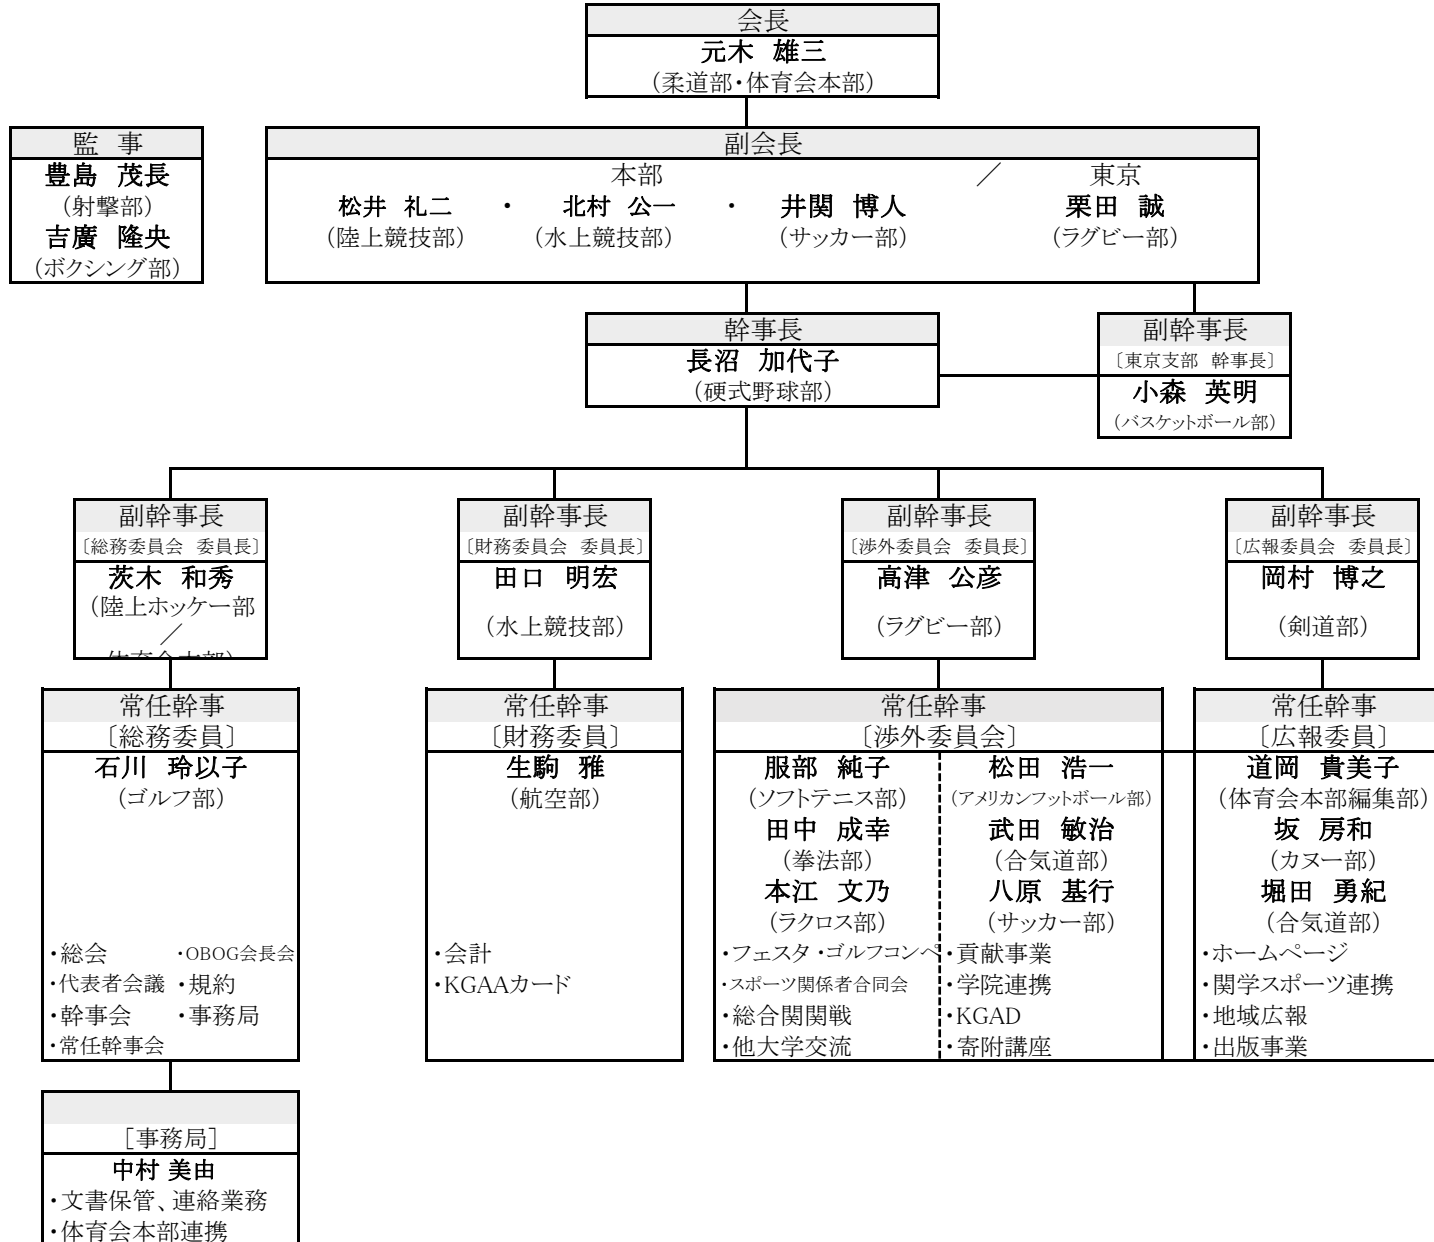 会長
元木 雄三
（柔道部・体育会本部）
監 事
豊島 茂長
（射撃部）
吉廣 隆央
（ボクシング部）
副会長
本部 ／ 東京
松井 礼二 ・ 北村 公一 ・ 井関 博人 栗田 誠
（陸上競技部） （水上競技部） （サッカー部） （ラグビー部）
幹事長
長沼 加代子
（硬式野球部）
副幹事長
〔東京支部 幹事長〕
小森 英明
（バスケットボール部）
副幹事長
〔総務委員会 委員長〕
茨木 和秀
（陸上ホッケー部
／
体育会本部）
副幹事長
〔財務委員会 委員長〕
田口 明宏
（水上競技部）
副幹事長
〔渉外委員会 委員長〕
高津 公彦
（ラグビー部）
副幹事長
〔広報委員会 委員長〕
岡村 博之
（剣道部）
常任幹事
〔総務委員〕
石川 玲以子
（ゴルフ部）
・総会 ・OBOG会長会
・代表者会議 ・規約
・幹事会 ・事務局
・常任幹事会
常任幹事
〔財務委員〕
生駒 雅
（航空部）
・会計
・KGAAカード
常任幹事
〔渉外委員会〕
服部 純子 松田 浩一
（ソフトテニス部） （アメリカンフットボール部）
田中 成幸 武田 敏治
（拳法部） （合気道部）
本江 文乃 八原 基行
（ラクロス部） （サッカー部）
・フェスタ・ゴルフコンペ ・貢献事業
・スポーツ関係者合同会 ・学院連携
・総合関関戦 ・KGAD
・他大学交流 ・寄附講座
常任幹事
〔広報委員〕
道岡 貴美子
（体育会本部編集部）
坂 房和
（カヌー部）
堀田 勇紀
（合気道部）
・ホームページ
・関学スポーツ連携
・地域広報
・出版事業
［事務局］
中村 美由
・文書保管、連絡業務
・体育会本部連携